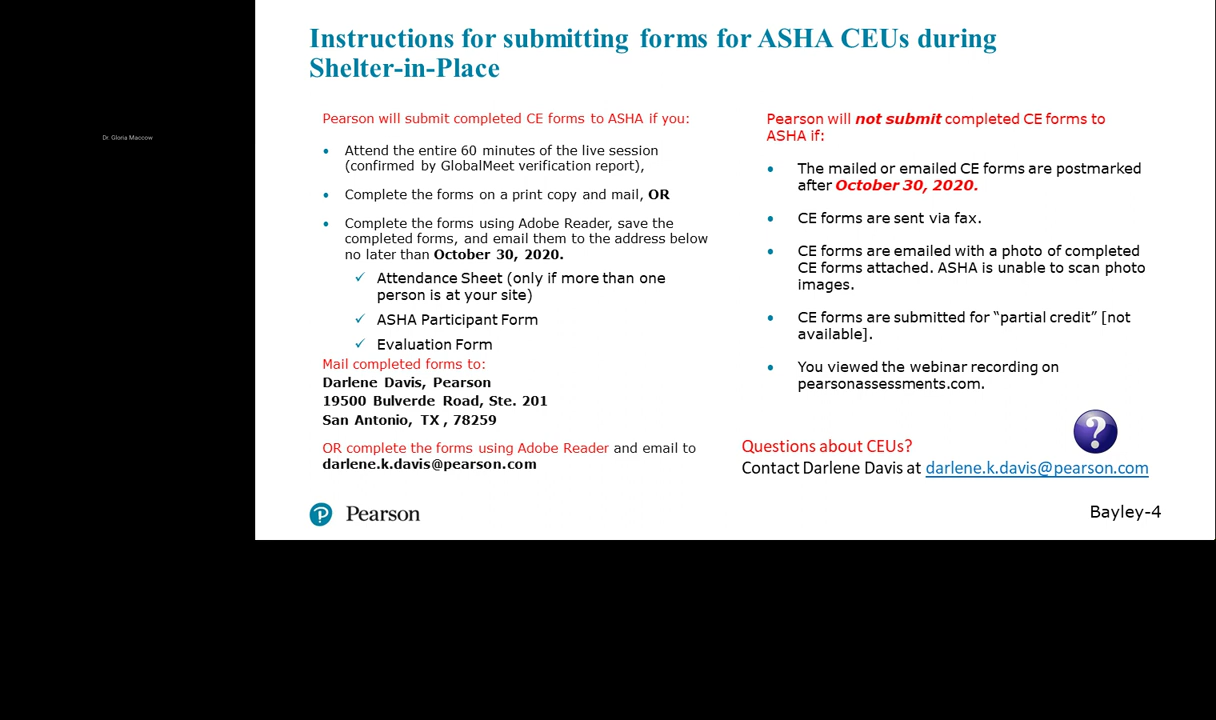 Dr. Gloria Maccow
Instructions for submitting forms for ASHA CEUs during
Shelter-in-Place
Pearson will submit completed CE forms to ASHA if you:
• Attend the entire 60 minutes of the live session
(confirmed by GlobalMeet verification report),
• Complete the forms on a print copy and mail, OR
• Complete the forms using Adobe Reader, save the
completed forms, and email them to the address below
no later than October 30, 2020.
✓ Attendance Sheet (only if more than one
person is at your site)
✓ ASHA Participant Form
✓ Evaluation Form
Mail completed forms to:
Darlene Davis, Pearson
19500 Bulverde Road, Ste. 201
San Antonio, TX , 78259
OR complete the forms using Adobe Reader and email to
darlene.k.davis@pearson.com
Pearson will not submit completed CE forms to
ASHA if:
• The mailed or emailed CE forms are postmarked
after October 30, 2020.
• CE forms are sent via fax.
• CE forms are emailed with a photo of completed
CE forms attached. ASHA is unable to scan photo
images.
• CE forms are submitted for “partial credit” [not
available].
• You viewed the webinar recording on
pearsonassessments.com.
?
Questions about CEUs?
Contact Darlene Davis at darlene.k.davis@pearson.com
P Pearson
Bayley-4